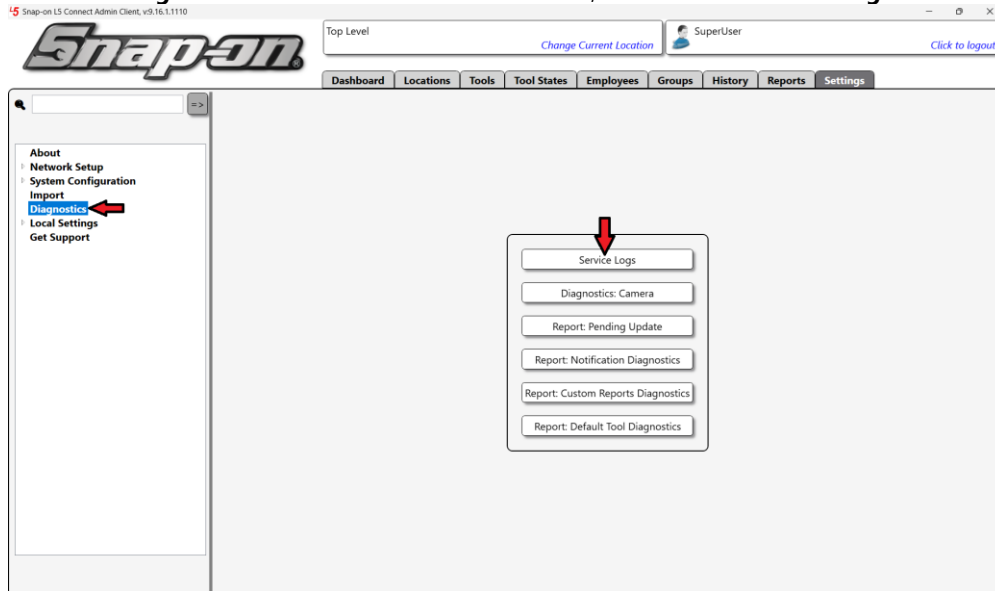 L5 Snap-on L5 Connect Admin Client, v:9.16.1.1110
Snap-on
Top Level
Change Current Location
SuperUser
Click to logout
Dashboard Locations Tools Tool States Employees Groups History Reports Settings
=>
About
Network Setup
System Configuration
Import
Diagnostics
Local Settings
Get Support
Service Logs
Diagnostics: Camera
Report: Pending Update
Report: Notification Diagnostics
Report: Custom Reports Diagnostics
Report: Default Tool Diagnostics